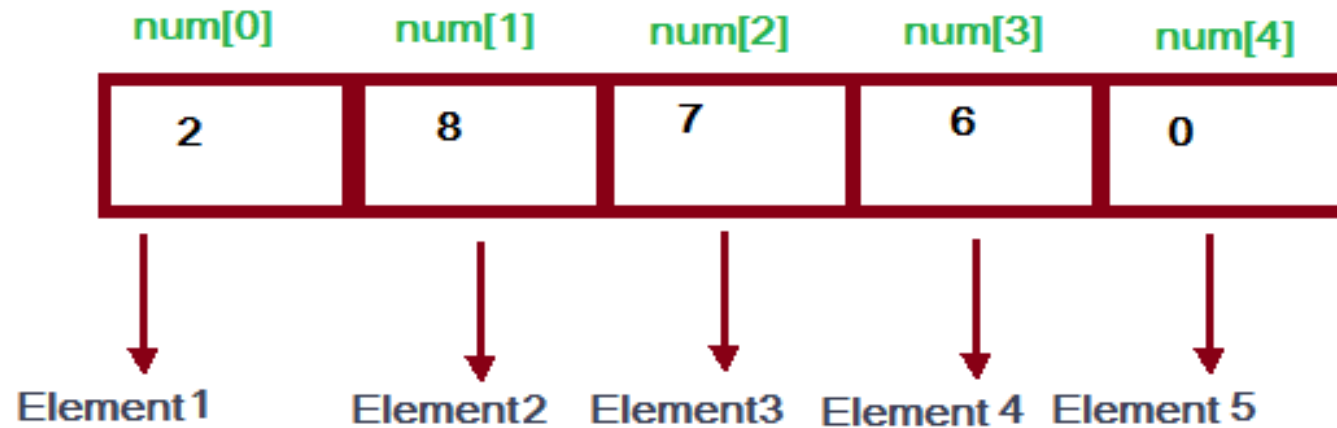 num[0] num[1] num[2] num[3] num[4]
2 8 7 6 0
Element1 Element2 Element3 Element 4 Element 5